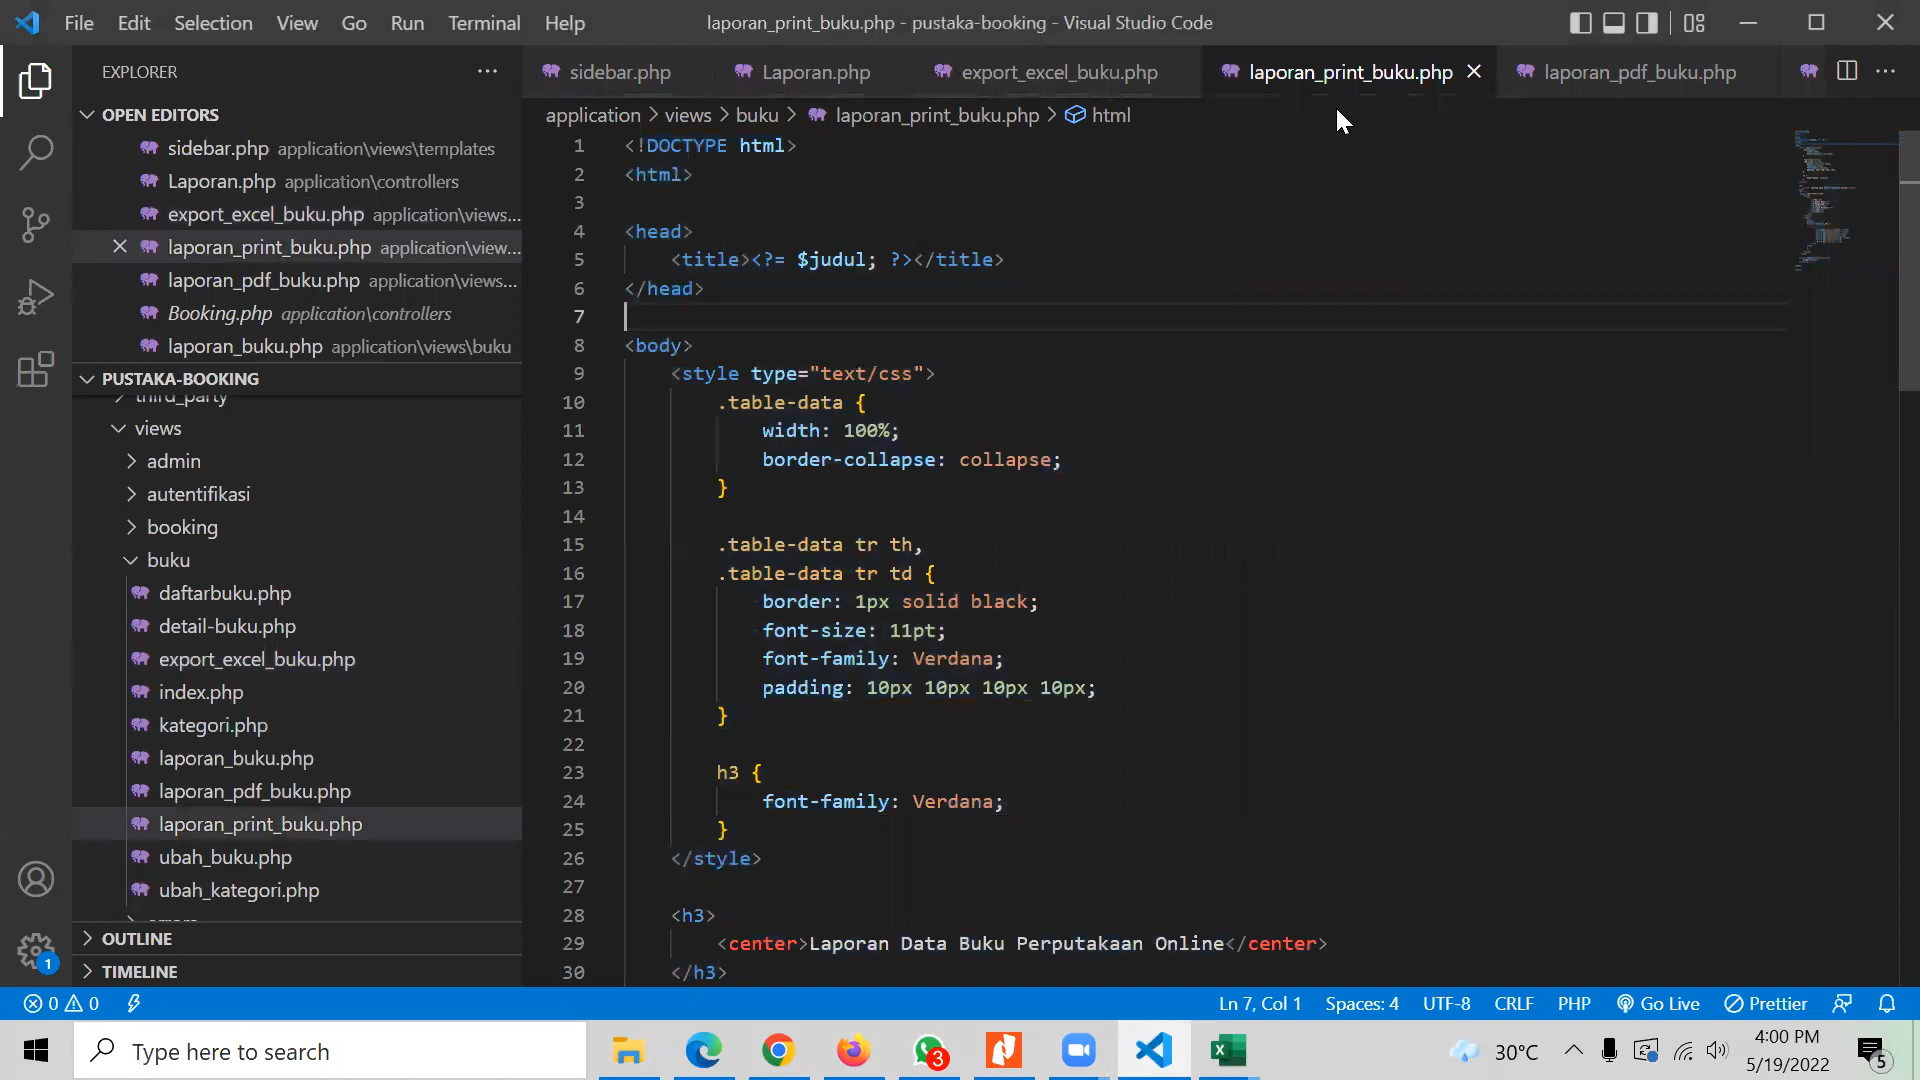 File Edit Selection View Go Run Terminal Help
laporan_print_buku.php - pustaka-booking - Visual Studio Code
EXPLORER
OPEN EDITORS
sidebar.php application\views\templates
Laporan.php application\controllers
export_excel_buku.php application\views...
laporan_print_buku.php application\view...
laporan_pdf_buku.php application\views...
Booking.php application\controllers
laporan_buku.php application\views\buku
PUSTAKA-BOOKING
third_party
views
admin
autentifikasi
booking
buku
daftarbuku.php
detail-buku.php
export_excel_buku.php
index.php
kategori.php
laporan_buku.php
laporan_pdf_buku.php
laporan_print_buku.php
ubah_buku.php
ubah_kategori.php
OUTLINE
TIMELINE
1
sidebar.php Laporan.php export_excel_buku.php laporan_print_buku.php laporan_pdf_buku.php
application > views > buku > laporan_print_buku.php > html
1 <!DOCTYPE html>
2 <html>
3
4 <head>
5 <title><?= $judul; ?></title>
6 </head>
7
8 <body>
9 <style type="text/css">
10 .table-data {
11 width: 100%;
12 border-collapse: collapse;
13 }
14
15 .table-data tr th,
16 .table-data tr td {
17 border: 1px solid black;
18 font-size: 11pt;
19 font-family: Verdana;
20 padding: 10px 10px 10px 10px;
21 }
22
23 h3 {
24 font-family: Verdana;
25 }
26 </style>
27
28 <h3>
29 <center>Laporan Data Buku Perputakaan Online</center>
30 </h3>
0 0 Ln 7, Col 1 Spaces: 4 UTF-8 CRLF PHP Go Live Prettier
Type here to search
3
30°C
4:00 PM
5/19/2022
5